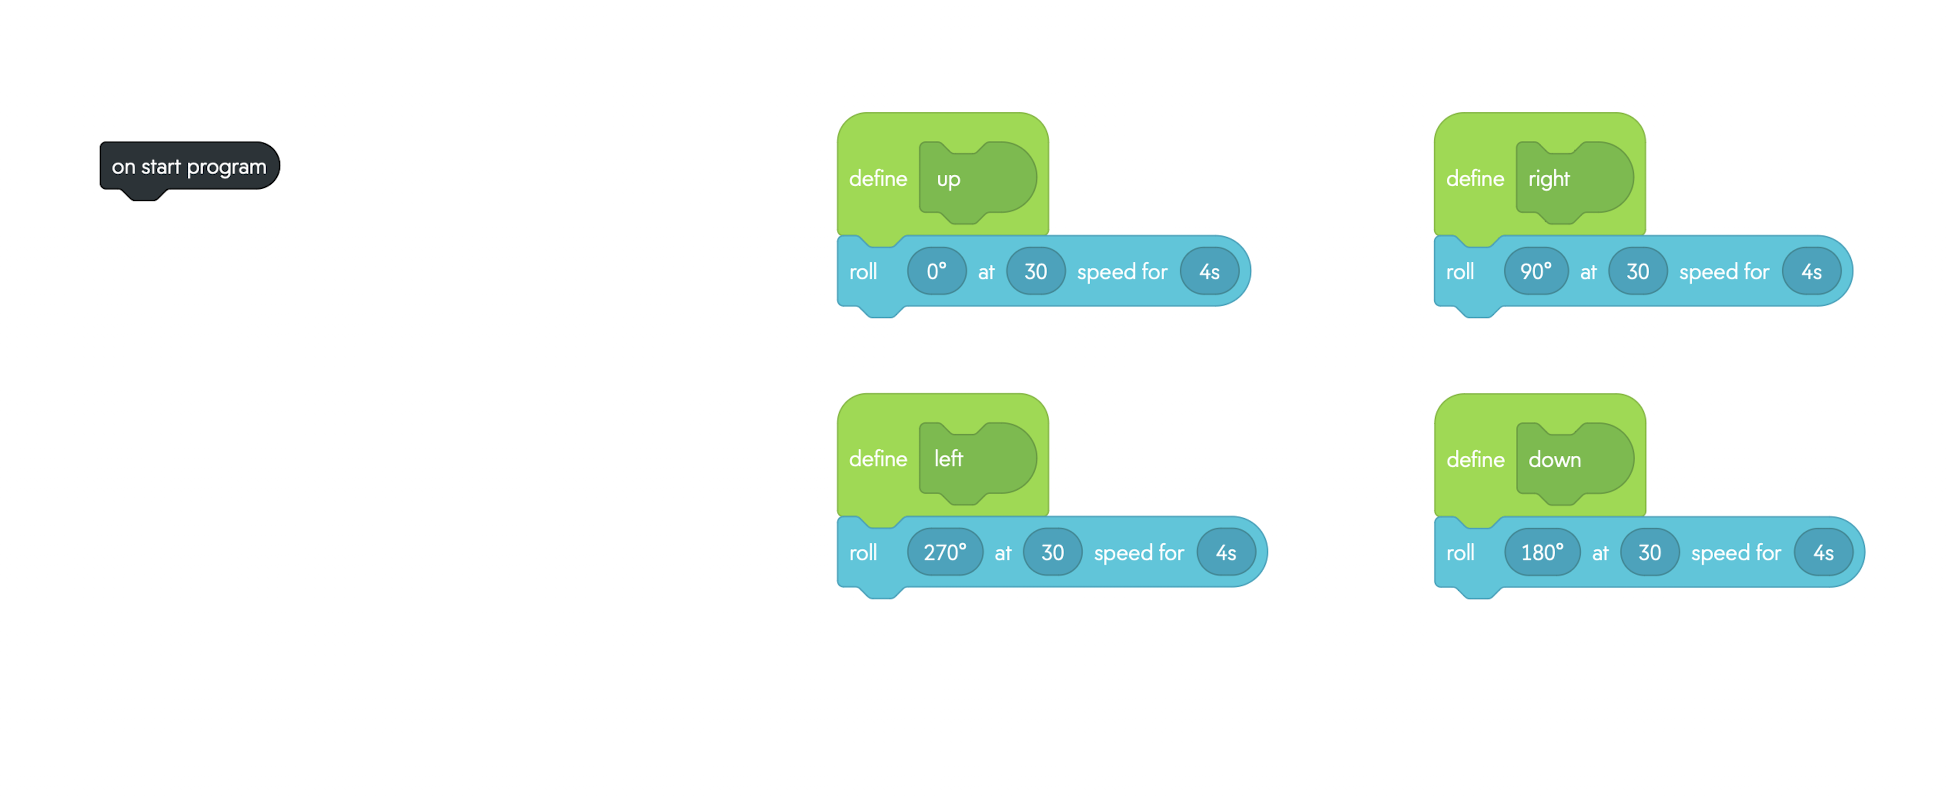 on start program
define up
roll 0° at 30 speed for 4s
define right
roll 90° at 30 speed for 4s
define left
roll 270° at 30 speed for 4s
define down
roll 180° at 30 speed for 4s